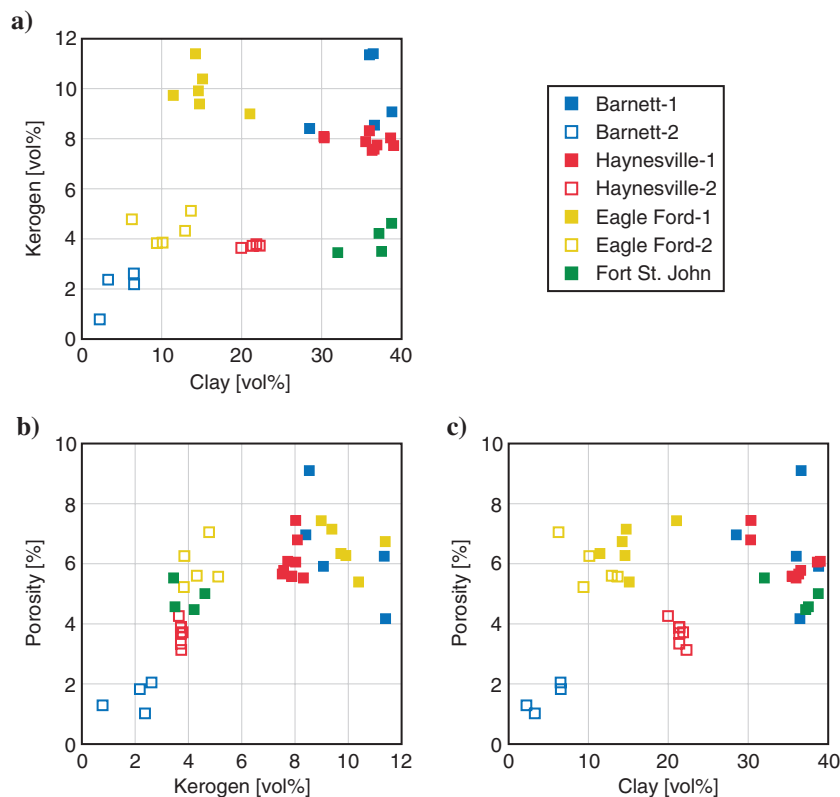 a)
12
10
8
6
4
2
0
Kerogen [vol%]
0 10 20 30 40
Clay [vol%]
Barnett-1
Barnett-2
Haynesville-1
Haynesville-2
Eagle Ford-1
Eagle Ford-2
Fort St. John
b)
10
8
6
4
2
0
Porosity [%]
0 2 4 6 8 10 12
Kerogen [vol%]
c)
10
8
6
4
2
0
Porosity [%]
0 10 20 30 40
Clay [vol%]